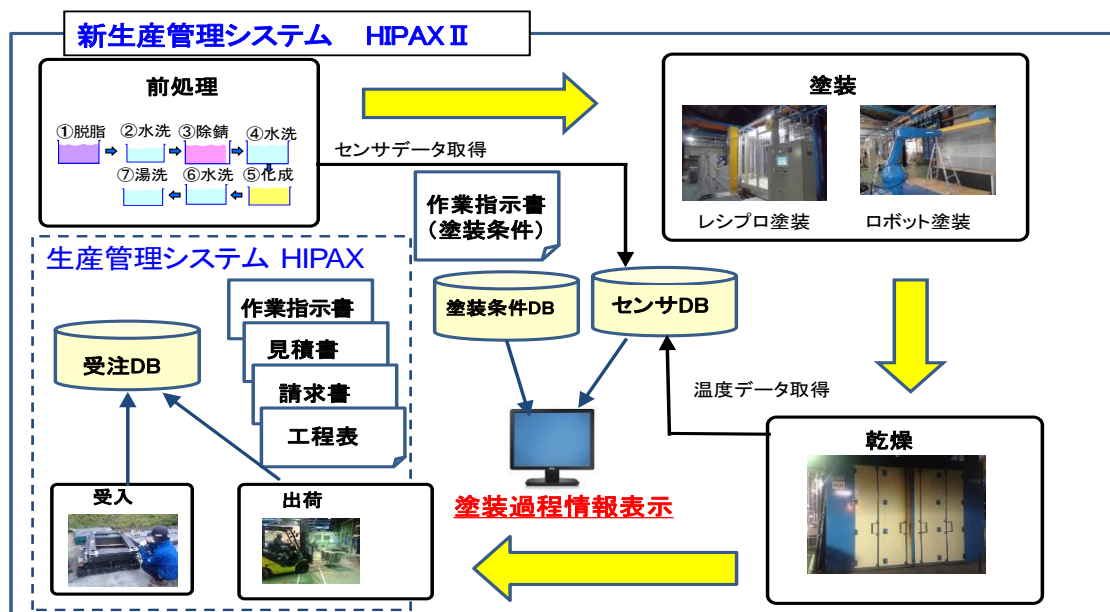 新生産管理システム　HIPAXⅡ
前処理
①脱脂
②水洗
③除錆
④水洗
⑦湯洗
⑥水洗
⑤化成
センサデータ取得
塗装
レシプロ塗装
ロボット塗装
作業指示書
（塗装条件）
塗装条件DB
センサDB
生産管理システム HIPAX
受注DB
作業指示書
見積書
請求書
工程表
受入
出荷
塗装過程情報表示
温度データ取得
乾燥